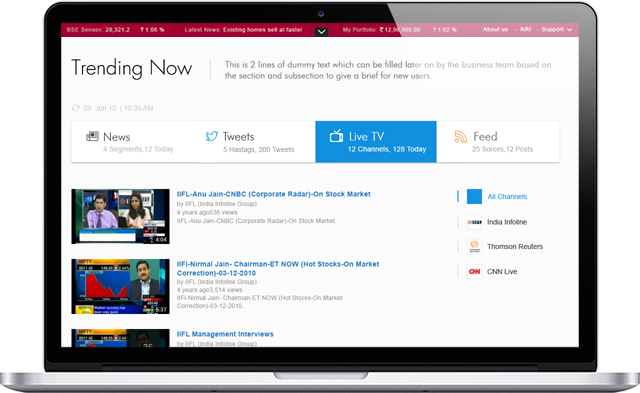 BSE Sensex: 28,321.2 ₹ 1.06 % Latest News: Existing homes sell at faster My Portfolio: ₹ 12,98,960.00 ₹ 1.02 % About us - NRI - Support
Trending Now
This is 2 lines of dummy text which can be filled later on by the business team based on
the section and subsection to give a brief for new users.
29 Jun 15 | 10:30 AM
News
4 Segments,12 Today
Tweets
5 Hastags, 200 Tweets
Live TV
12 Channels, 128 Today
Feed
25 Sorces,12 Posts
IIFL-Anu Jain-CNBC (Corporate Radar)-On Stock Market
by IIFL (India Infoline Group)
4 years ago536 views
IIFL-Anu Jain-CNBC (Corporate Radar)-On Stock Market.
4:04
IIFl-Nirmal Jain- Chairman-ET NOW (Hot Stocks-On Market
Correction)-03-12-2010
by IIFL (India Infoline Group)
4 years ago3,514 views
IIFl-Nirmal Jain- Chairman-ET NOW (Hot Stocks-On Market
Correction)-03-12-2010.
5:37
IIFL Management Interviews
by IIFL (India Infoline Group)
All Channels
India Infoline
Thomson Reuters
CNN
CNN Live